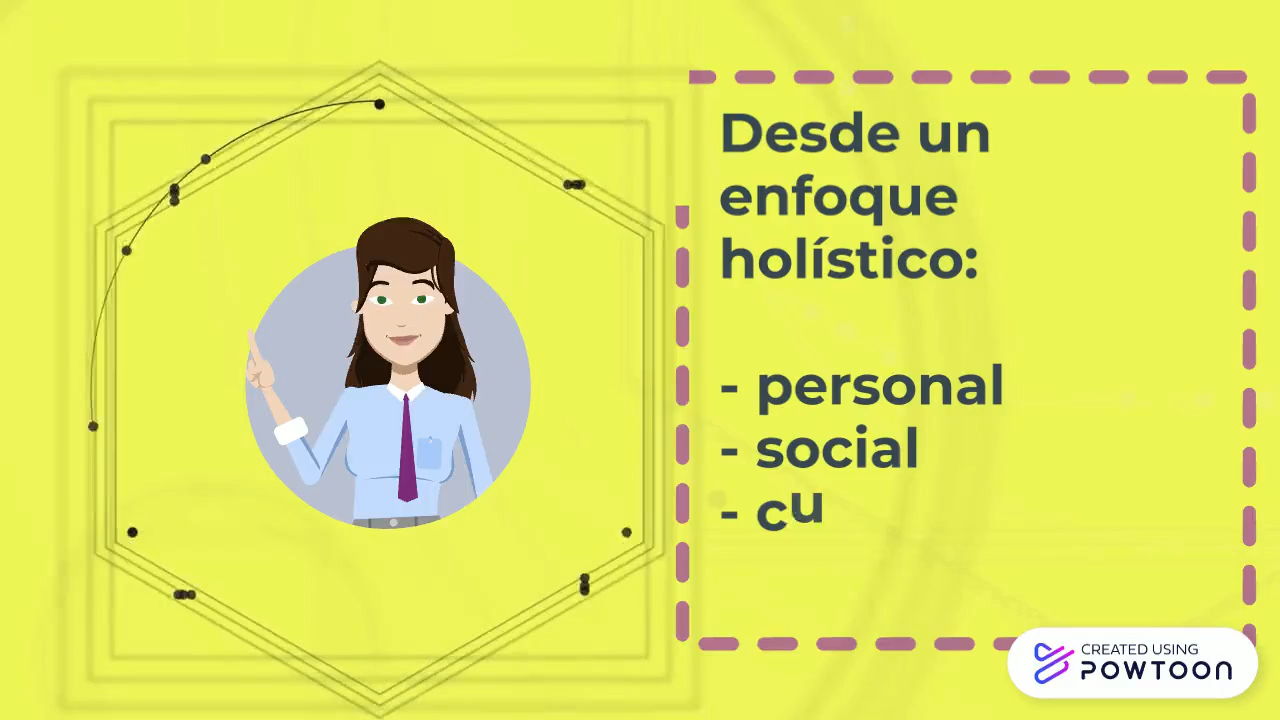 Desde un
enfoque
holístico:
- personal
- social
- cu
CREATED USING
POWTOON